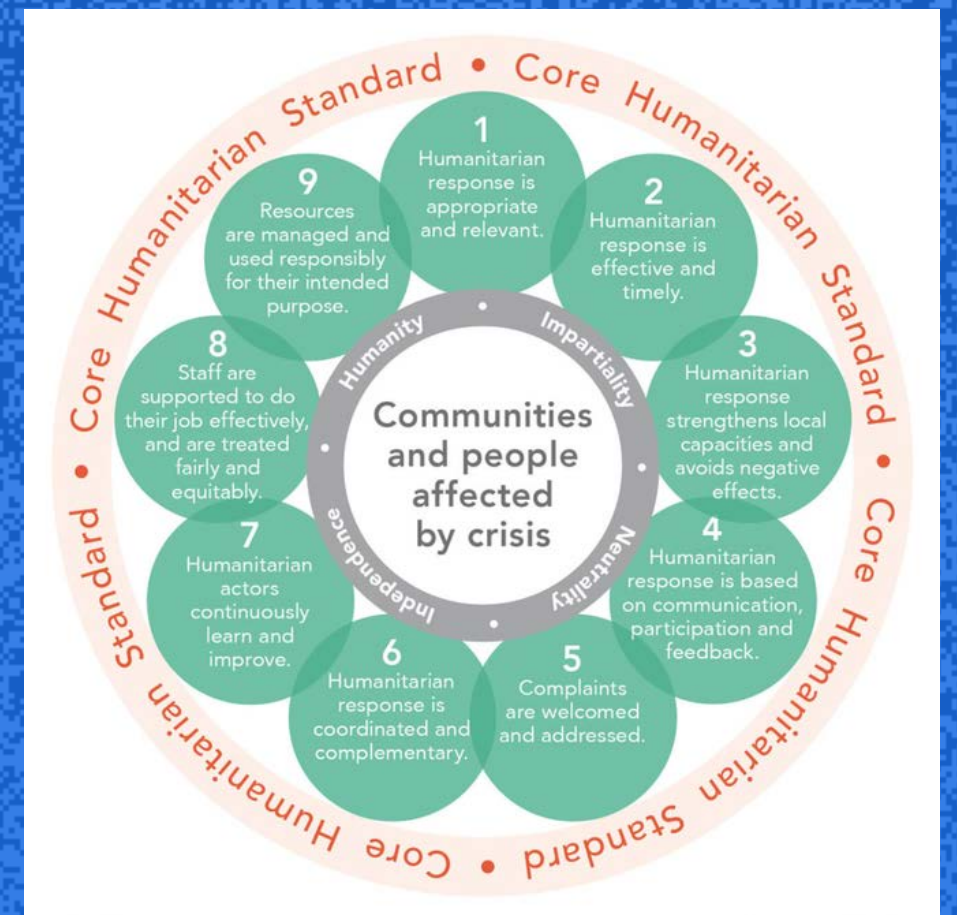 Core Humanitarian Standard • Core Humanitarian Standard • Core Humanitarian Standard • Core Humanitarian Standard • Core Humanitarian Standard •
1
Humanitarian
response is
appropriate
and relevant.
2
Humanitarian
response is
effective and
timely.
3
Humanitarian
response
strengthens local
capacities and
avoids negative
effects.
4
Humanitarian
response is based
on communication,
participation and
feedback.
5
Complaints
are welcomed
and addressed.
6
Humanitarian
response is
coordinated and
complementary.
7
Humanitarian
actors
continuously
learn and
improve.
8
Staff are
supported to do
their job effectively,
and are treated
fairly and
equitably.
9
Resources
are managed and
used responsibly
for their intended
purpose.
Humanity • Impartiality • Neutrality • Independence •
Communities
and people
affected
by crisis